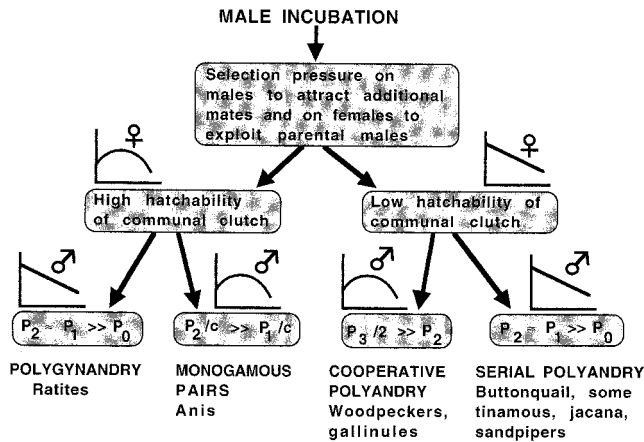 MALE INCUBATION
Selection pressure on
males to attract additional
mates and on females to
exploit parental males
♀
♀
High hatchability
of communal clutch
Low hatchability of
communal clutch
♂
♂
♂
♂
P2 = P1 >> P0
P2/c >> P1/c
P3/2 >> P2
P2 = P1 >> P0
POLYGYNANDRY
Ratites
MONOGAMOUS
PAIRS
Anis
COOPERATIVE
POLYANDRY
Woodpeckers,
gallinules
SERIAL POLYANDRY
Buttonquail, some
tinamous, jacana,
sandpipers